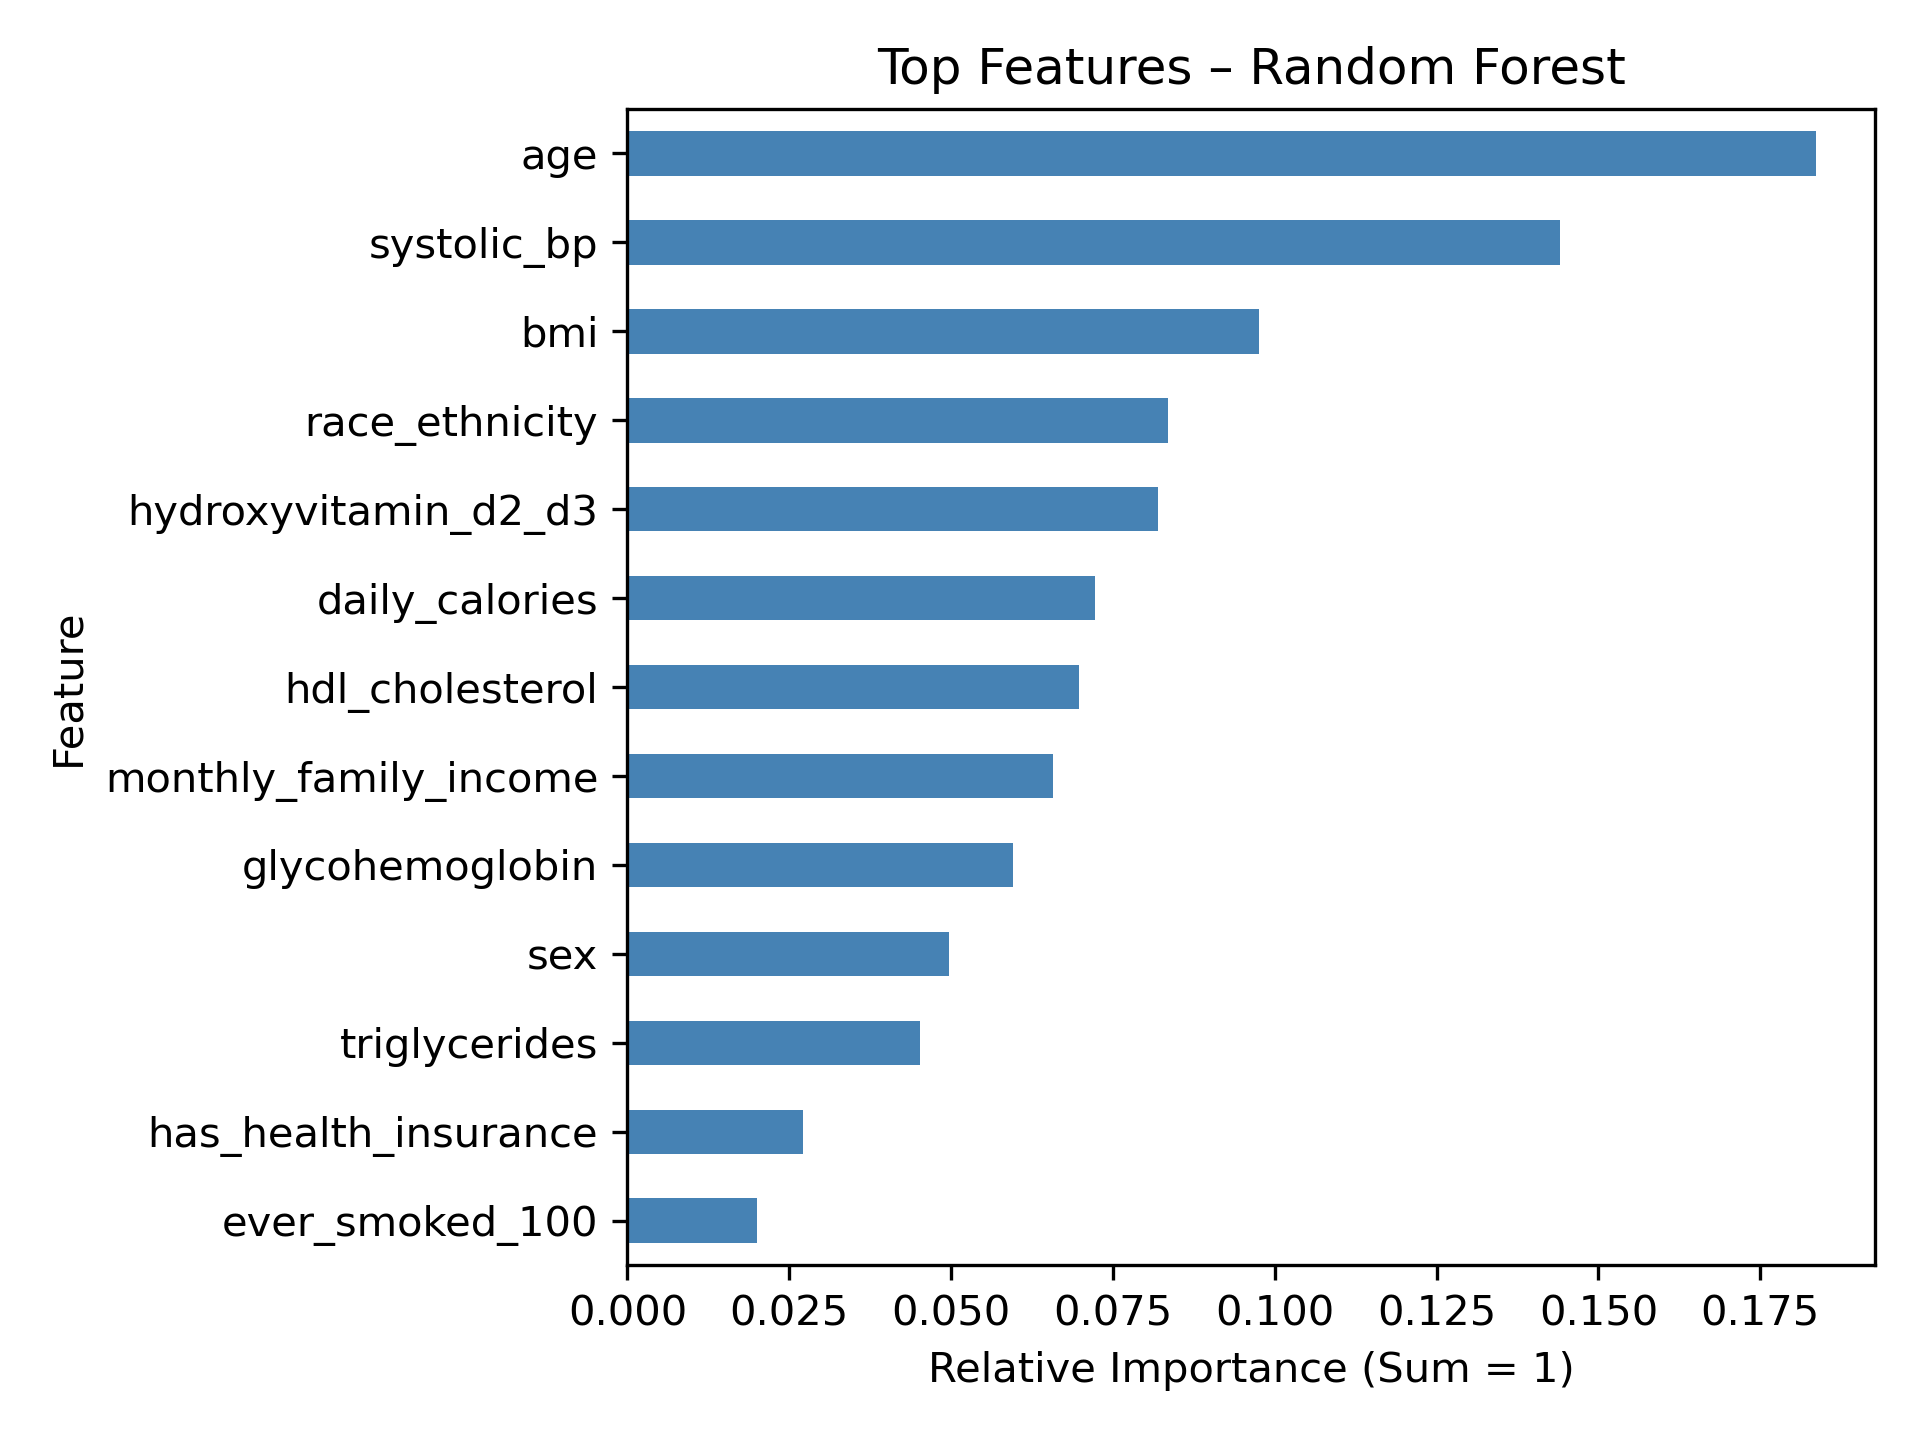 Top Features – Random Forest
age
systolic_bp
bmi
race_ethnicity
hydroxyvitamin_d2_d3
daily_calories
hdl_cholesterol
monthly_family_income
glycohemoglobin
sex
triglycerides
has_health_insurance
ever_smoked_100
Feature
0.000 0.025 0.050 0.075 0.100 0.125 0.150 0.175
Relative Importance (Sum = 1)